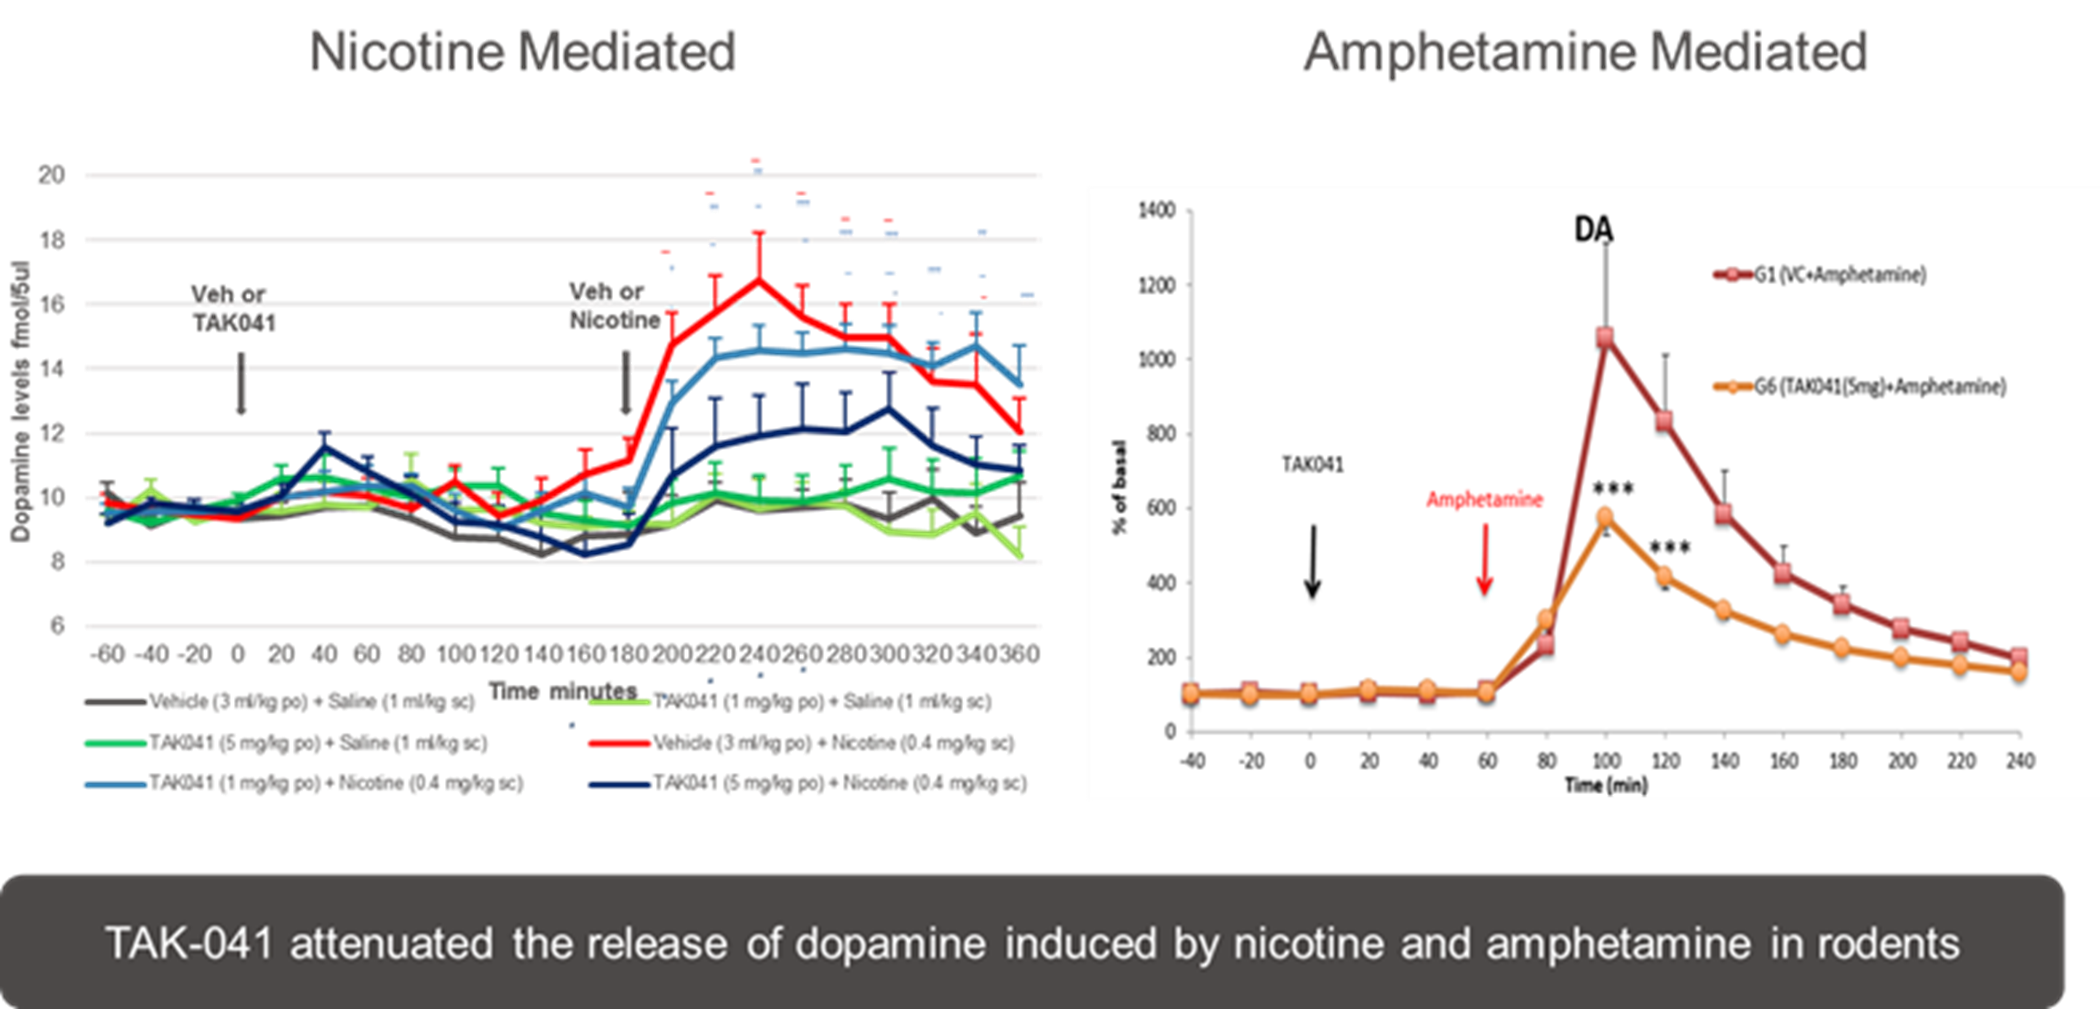 Nicotine Mediated
Dopamine levels fmol/5ul
20
18
16
14
12
10
8
6
Veh or
TAK041
Veh or
Nicotine
-60 -40 -20 0 20 40 60 80 100 120 140 160 180 200 220 240 260 280 300 320 340 360
Time minutes
Vehicle (3 ml/kg po) + Saline (1 ml/kg sc)
TAK041 (1 mg/kg po) + Saline (1 ml/kg sc)
TAK041 (5 mg/kg po) + Saline (1 ml/kg sc)
Vehicle (3 ml/kg po) + Nicotine (0.4 mg/kg sc)
TAK041 (1 mg/kg po) + Nicotine (0.4 mg/kg sc)
TAK041 (5 mg/kg po) + Nicotine (0.4 mg/kg sc)
Amphetamine Mediated
% of basal
1400
1200
1000
800
600
400
200
0
DA
G1 (VC+Amphetamine)
G6 (TAK041(5mg)+Amphetamine)
TAK041
Amphetamine
***
***
-40 -20 0 20 40 60 80 100 120 140 160 180 200 220 240
Time (min)
TAK-041 attenuated the release of dopamine induced by nicotine and amphetamine in rodents